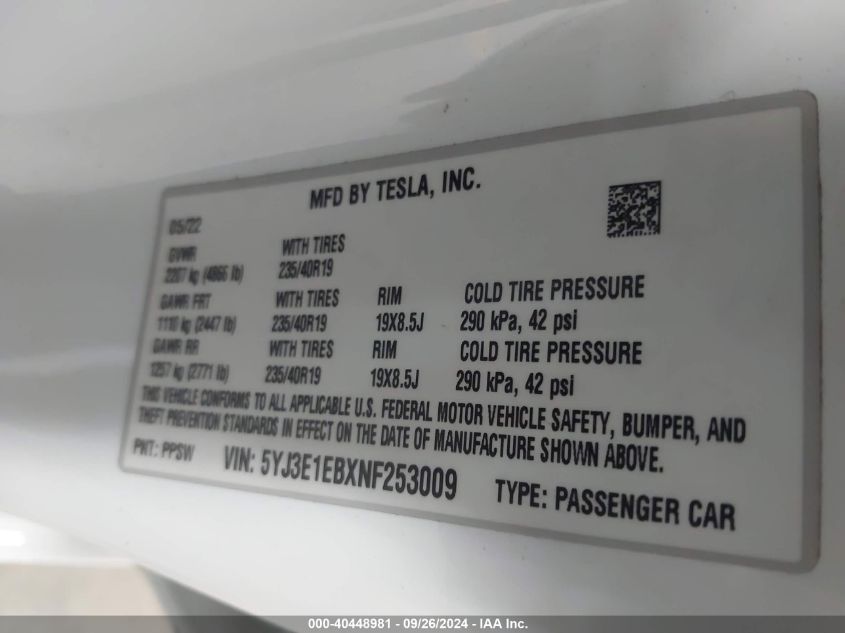 MFD BY TESLA, INC.
05/22
GVWR WITH TIRES
2207 kg (4866 lb) 235/40R19
GAWR FRT WITH TIRES RIM COLD TIRE PRESSURE
1110 kg (2447 lb) 235/40R19 19X8.5J 290 kPa, 42 psi
GAWR RR WITH TIRES RIM COLD TIRE PRESSURE
1257 kg (2771 lb) 235/40R19 19X8.5J 290 kPa, 42 psi
THIS VEHICLE CONFORMS TO ALL APPLICABLE U.S. FEDERAL MOTOR VEHICLE SAFETY, BUMPER, AND
THEFT PREVENTION STANDARDS IN EFFECT ON THE DATE OF MANUFACTURE SHOWN ABOVE.
PNT: PPSW VIN: 5YJ3E1EBXNF253009 TYPE: PASSENGER CAR
000-40448981 - 09/26/2024 - IAA Inc.